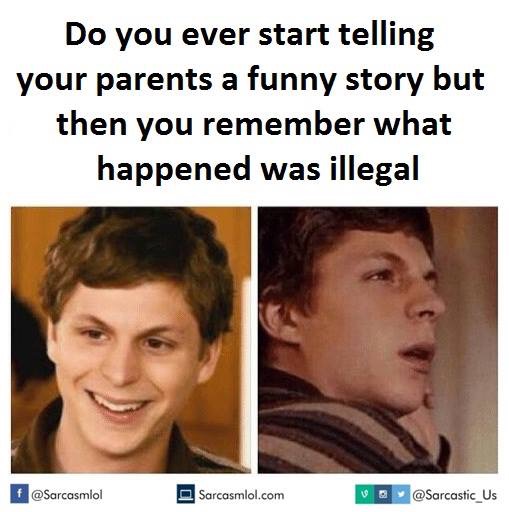 Do you ever start telling
your parents a funny story but
then you remember what
happened was illegal
@Sarcasmlol
Sarcasmlol.com
@Sarcastic_Us